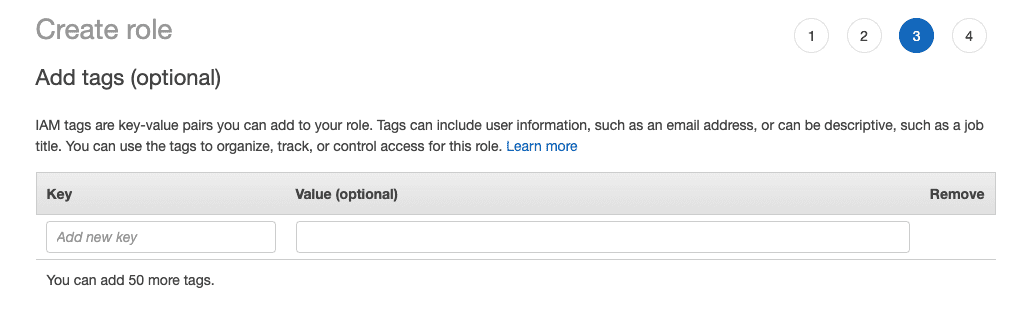 Create role
1 2 3 4
Add tags (optional)
IAM tags are key-value pairs you can add to your role. Tags can include user information, such as an email address, or can be descriptive, such as a job
title. You can use the tags to organize, track, or control access for this role. Learn more
Key Value (optional) Remove
Add new key
You can add 50 more tags.